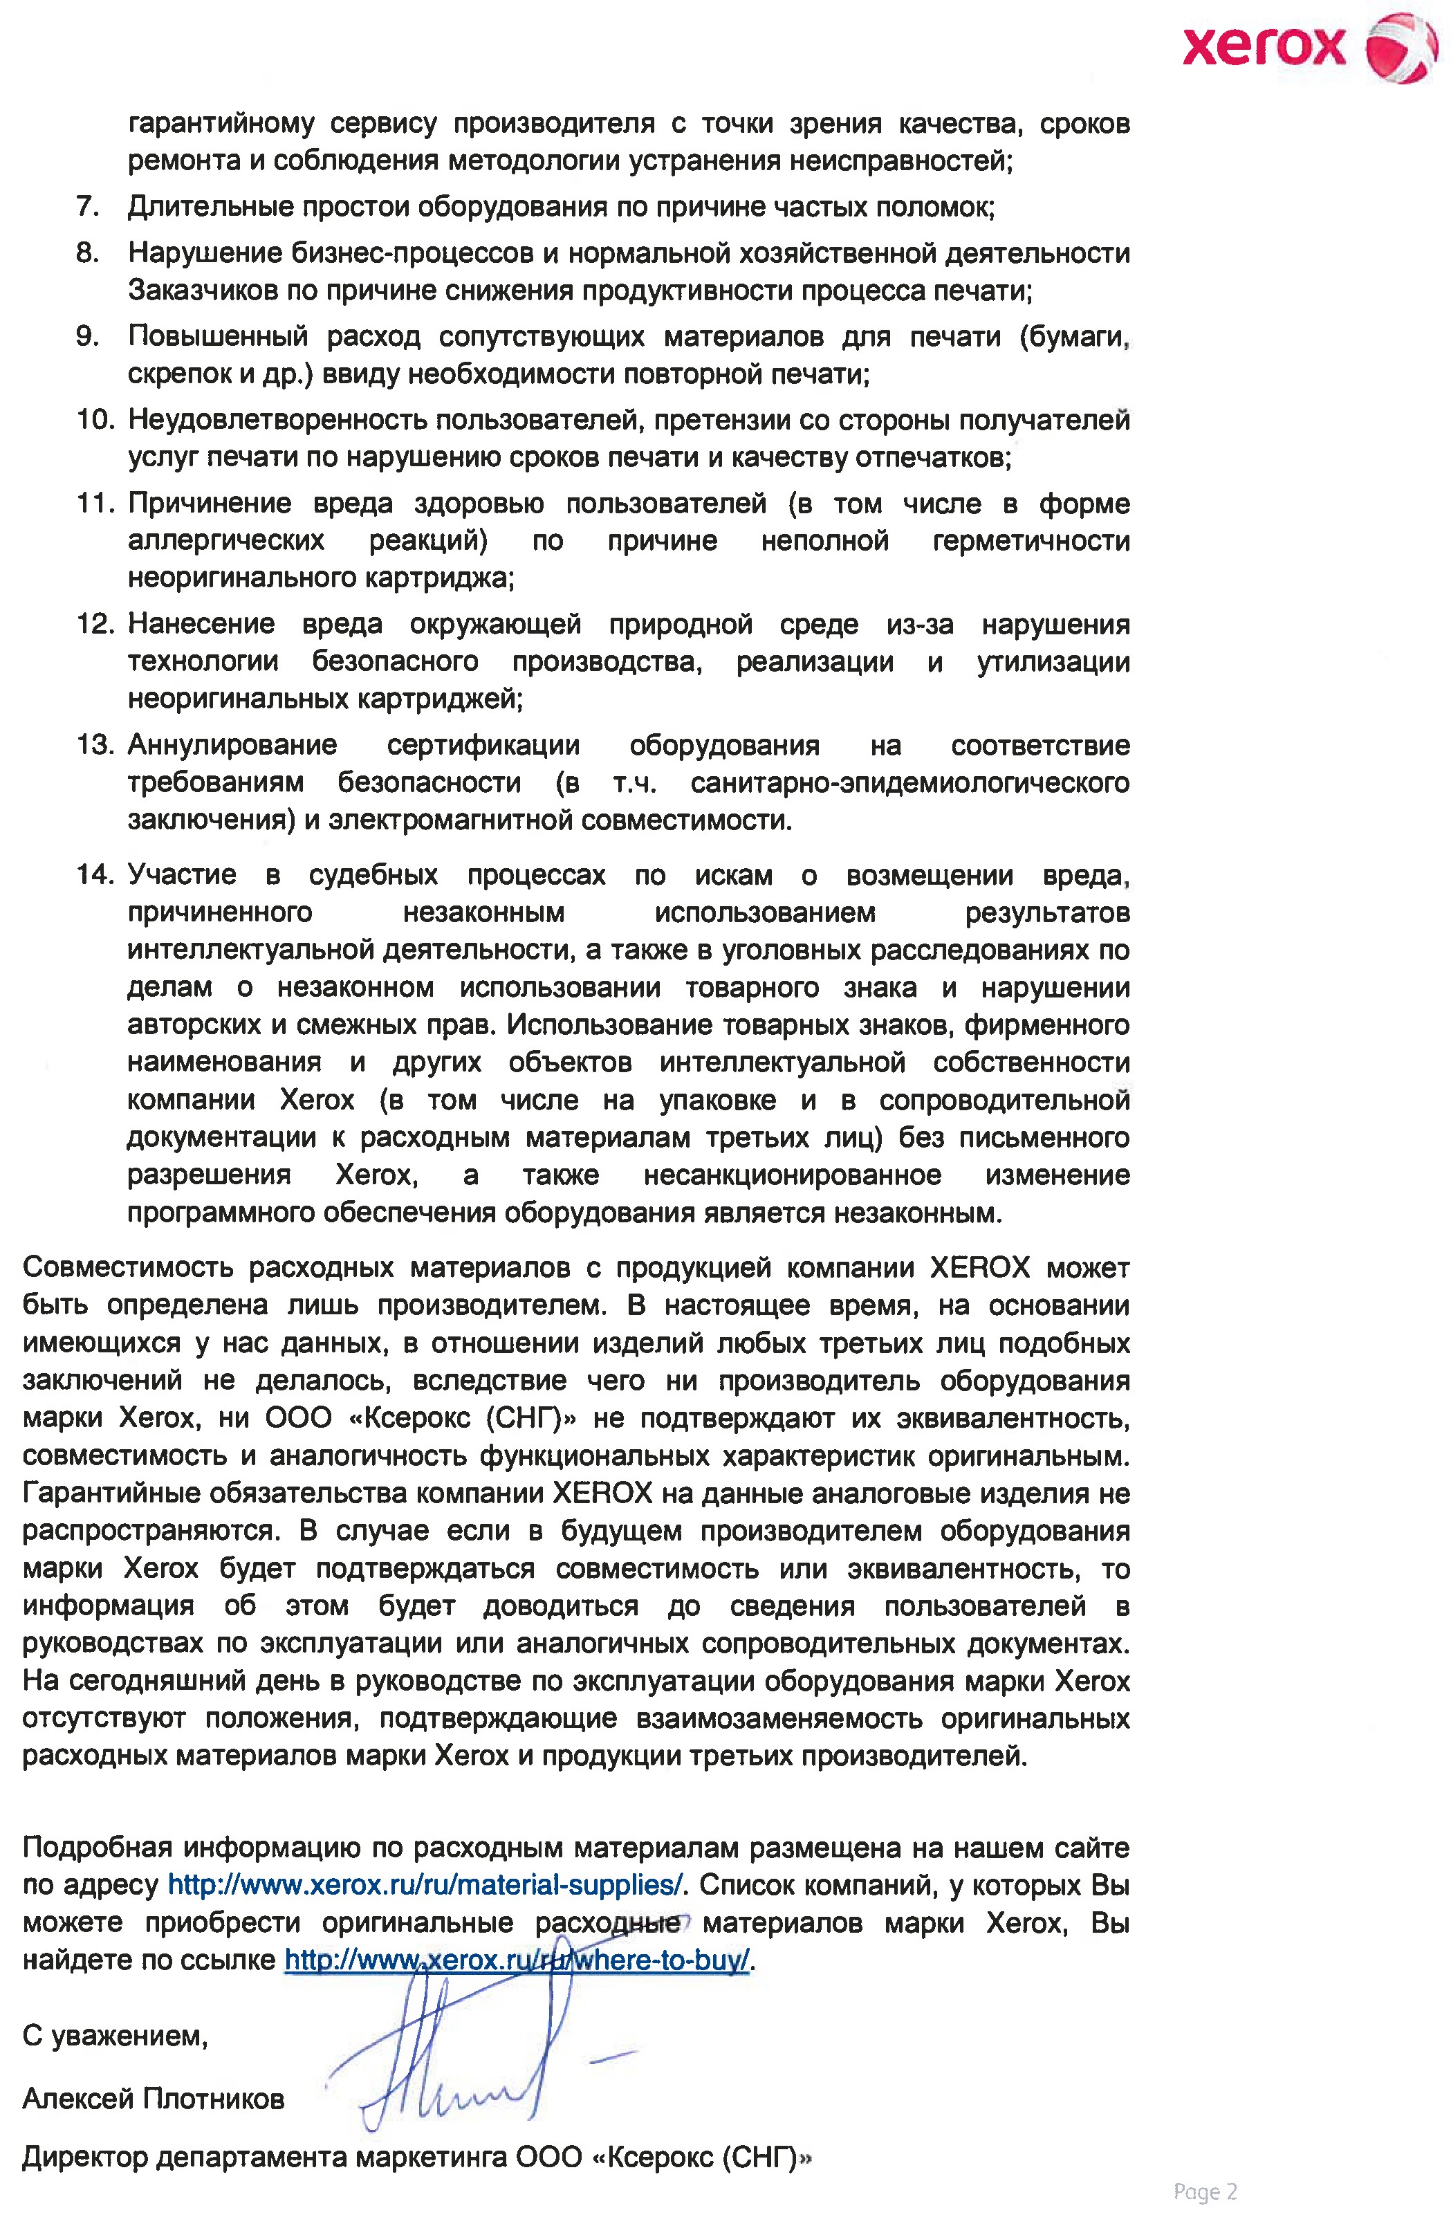 xerox
гарантийному сервису производителя с точки зрения качества, сроков
ремонта и соблюдения методологии устранения неисправностей;
7. Длительные простои оборудования по причине частых поломок;
8. Нарушение бизнес-процессов и нормальной хозяйственной деятельности
Заказчиков по причине снижения продуктивности процесса печати;
9. Повышенный расход сопутствующих материалов для печати (бумаги,
скрепок и др.) ввиду необходимости повторной печати;
10. Неудовлетворенность пользователей, претензии со стороны получателей
услуг печати по нарушению сроков печати и качеству отпечатков;
11. Причинение вреда здоровью пользователей (в том числе в форме
аллергических реакций) по причине неполной герметичности
неоригинального картриджа;
12. Нанесение вреда окружающей природной среде из-за нарушения
технологии безопасного производства, реализации и утилизации
неоригинальных картриджей;
13. Аннулирование сертификации оборудования на соответствие
требованиям безопасности (в т.ч. санитарно-эпидемиологического
заключения) и электромагнитной совместимости.
14. Участие в судебных процессах по искам о возмещении вреда,
причиненного незаконным использованием результатов
интеллектуальной деятельности, а также в уголовных расследованиях по
делам о незаконном использовании товарного знака и нарушении
авторских и смежных прав. Использование товарных знаков, фирменного
наименования и других объектов интеллектуальной собственности
компании Xerox (в том числе на упаковке и в сопроводительной
документации к расходным материалам третьих лиц) без письменного
разрешения Xerox, а также несанкционированное изменение
программного обеспечения оборудования является незаконным.
Совместимость расходных материалов с продукцией компании XEROX может
быть определена лишь производителем. В настоящее время, на основании
имеющихся у нас данных, в отношении изделий любых третьих лиц подобных
заключений не делалось, вследствие чего ни производитель оборудования
марки Xerox, ни ООО «Ксерокс (СНГ)» не подтверждают их эквивалентность,
совместимость и аналогичность функциональных характеристик оригинальным.
Гарантийные обязательства компании XEROX на данные аналоговые изделия не
распространяются. В случае если в будущем производителем оборудования
марки Xerox будет подтверждаться совместимость или эквивалентность, то
информация об этом будет доводиться до сведения пользователей в
руководствах по эксплуатации или аналогичных сопроводительных документах.
На сегодняшний день в руководстве по эксплуатации оборудования марки Xerox
отсутствуют положения, подтверждающие взаимозаменяемость оригинальных
расходных материалов марки Xerox и продукции третьих производителей.
Подробная информацию по расходным материалам размещена на нашем сайте
по адресу http://www.xerox.ru/ru/material-supplies/. Список компаний, у которых Вы
можете приобрести оригинальные расходные материалов марки Xerox, Вы
найдете по ссылке http://www.xerox.ru/ru/where-to-buy/.
С уважением,
Алексей Плотников
Директор департамента маркетинга ООО «Ксерокс (СНГ)»
Page 2